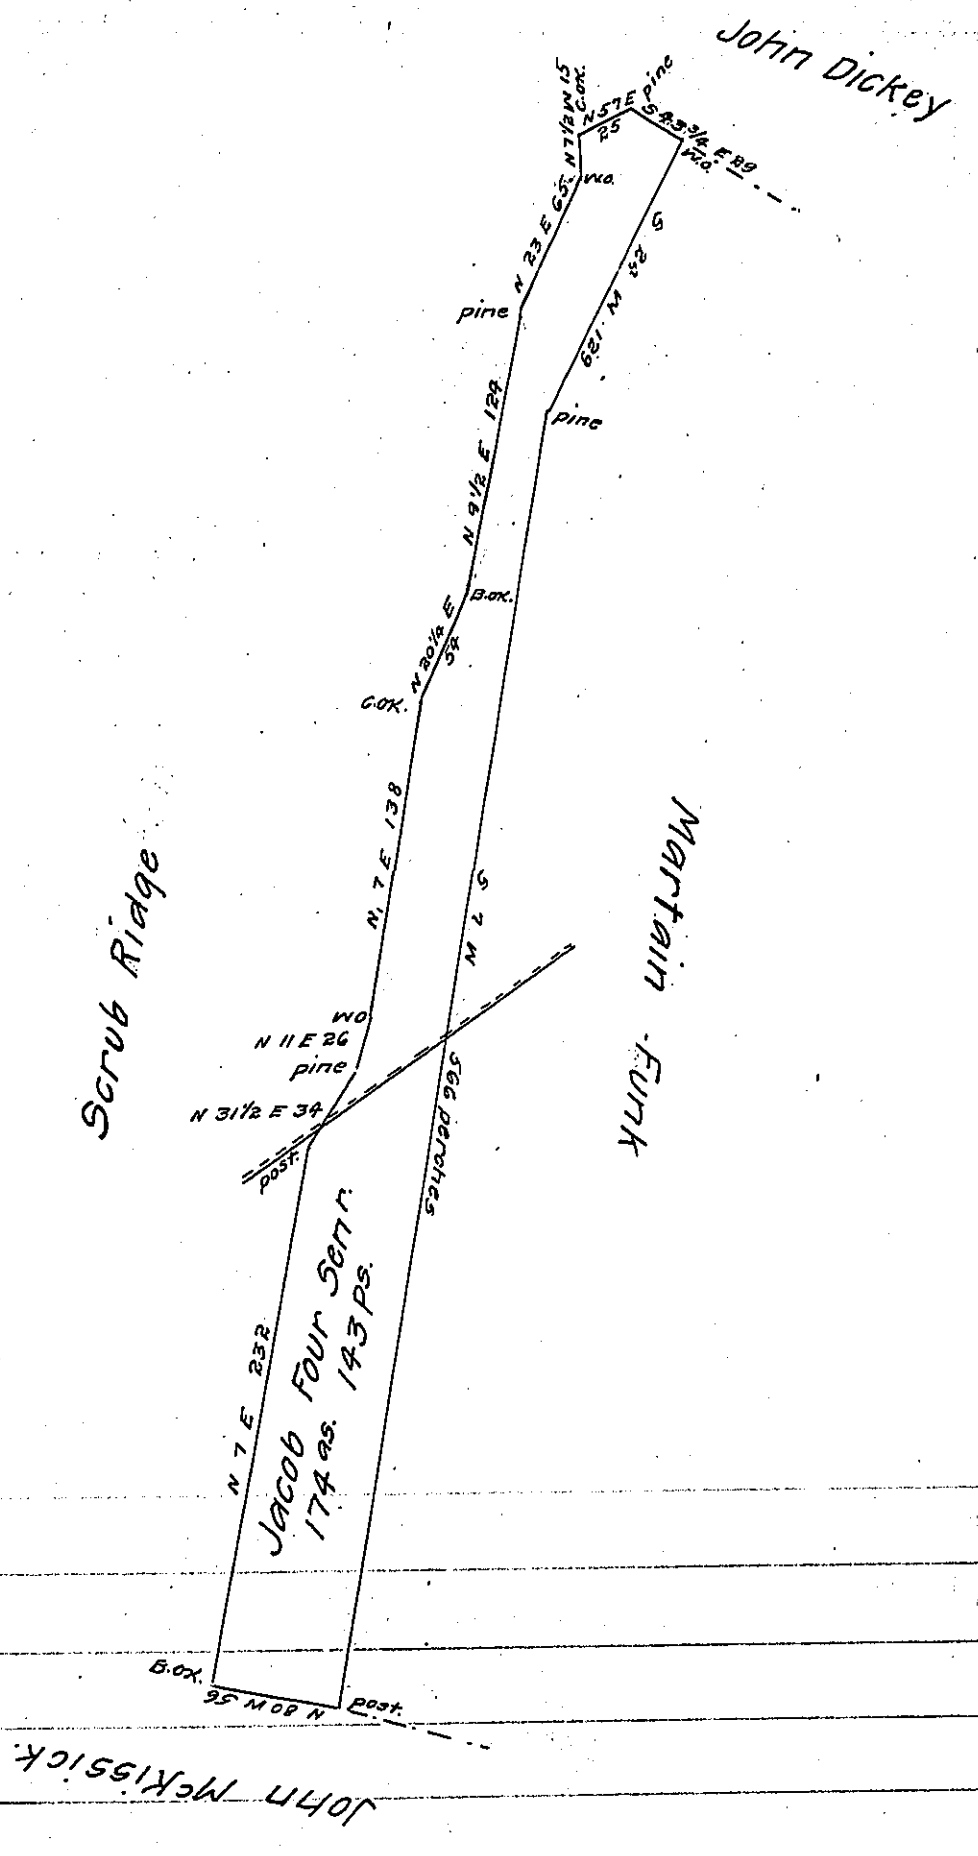 John Dickey
pine
N 7 1/2 W 15
C.OK.
N 57 E
25
S 43 3/4 E 29
W.O.
W.O.
N 23 E 65.
S 25 W 129
pine
pine
N 9 1/2 E 124
B.OK.
N 20 1/4 E
54
C.OK.
N. 7 E 138
S 7 W
566 perches
Martain Funk
Scrub Ridge
WO
N 11 E 26
pine
N 31 1/2 E 34
post.
Jacob Four Senr.
174 as. 143 ps.
N 7 E 232
B.OK.
N 80 W 56
post.
John McKissick.